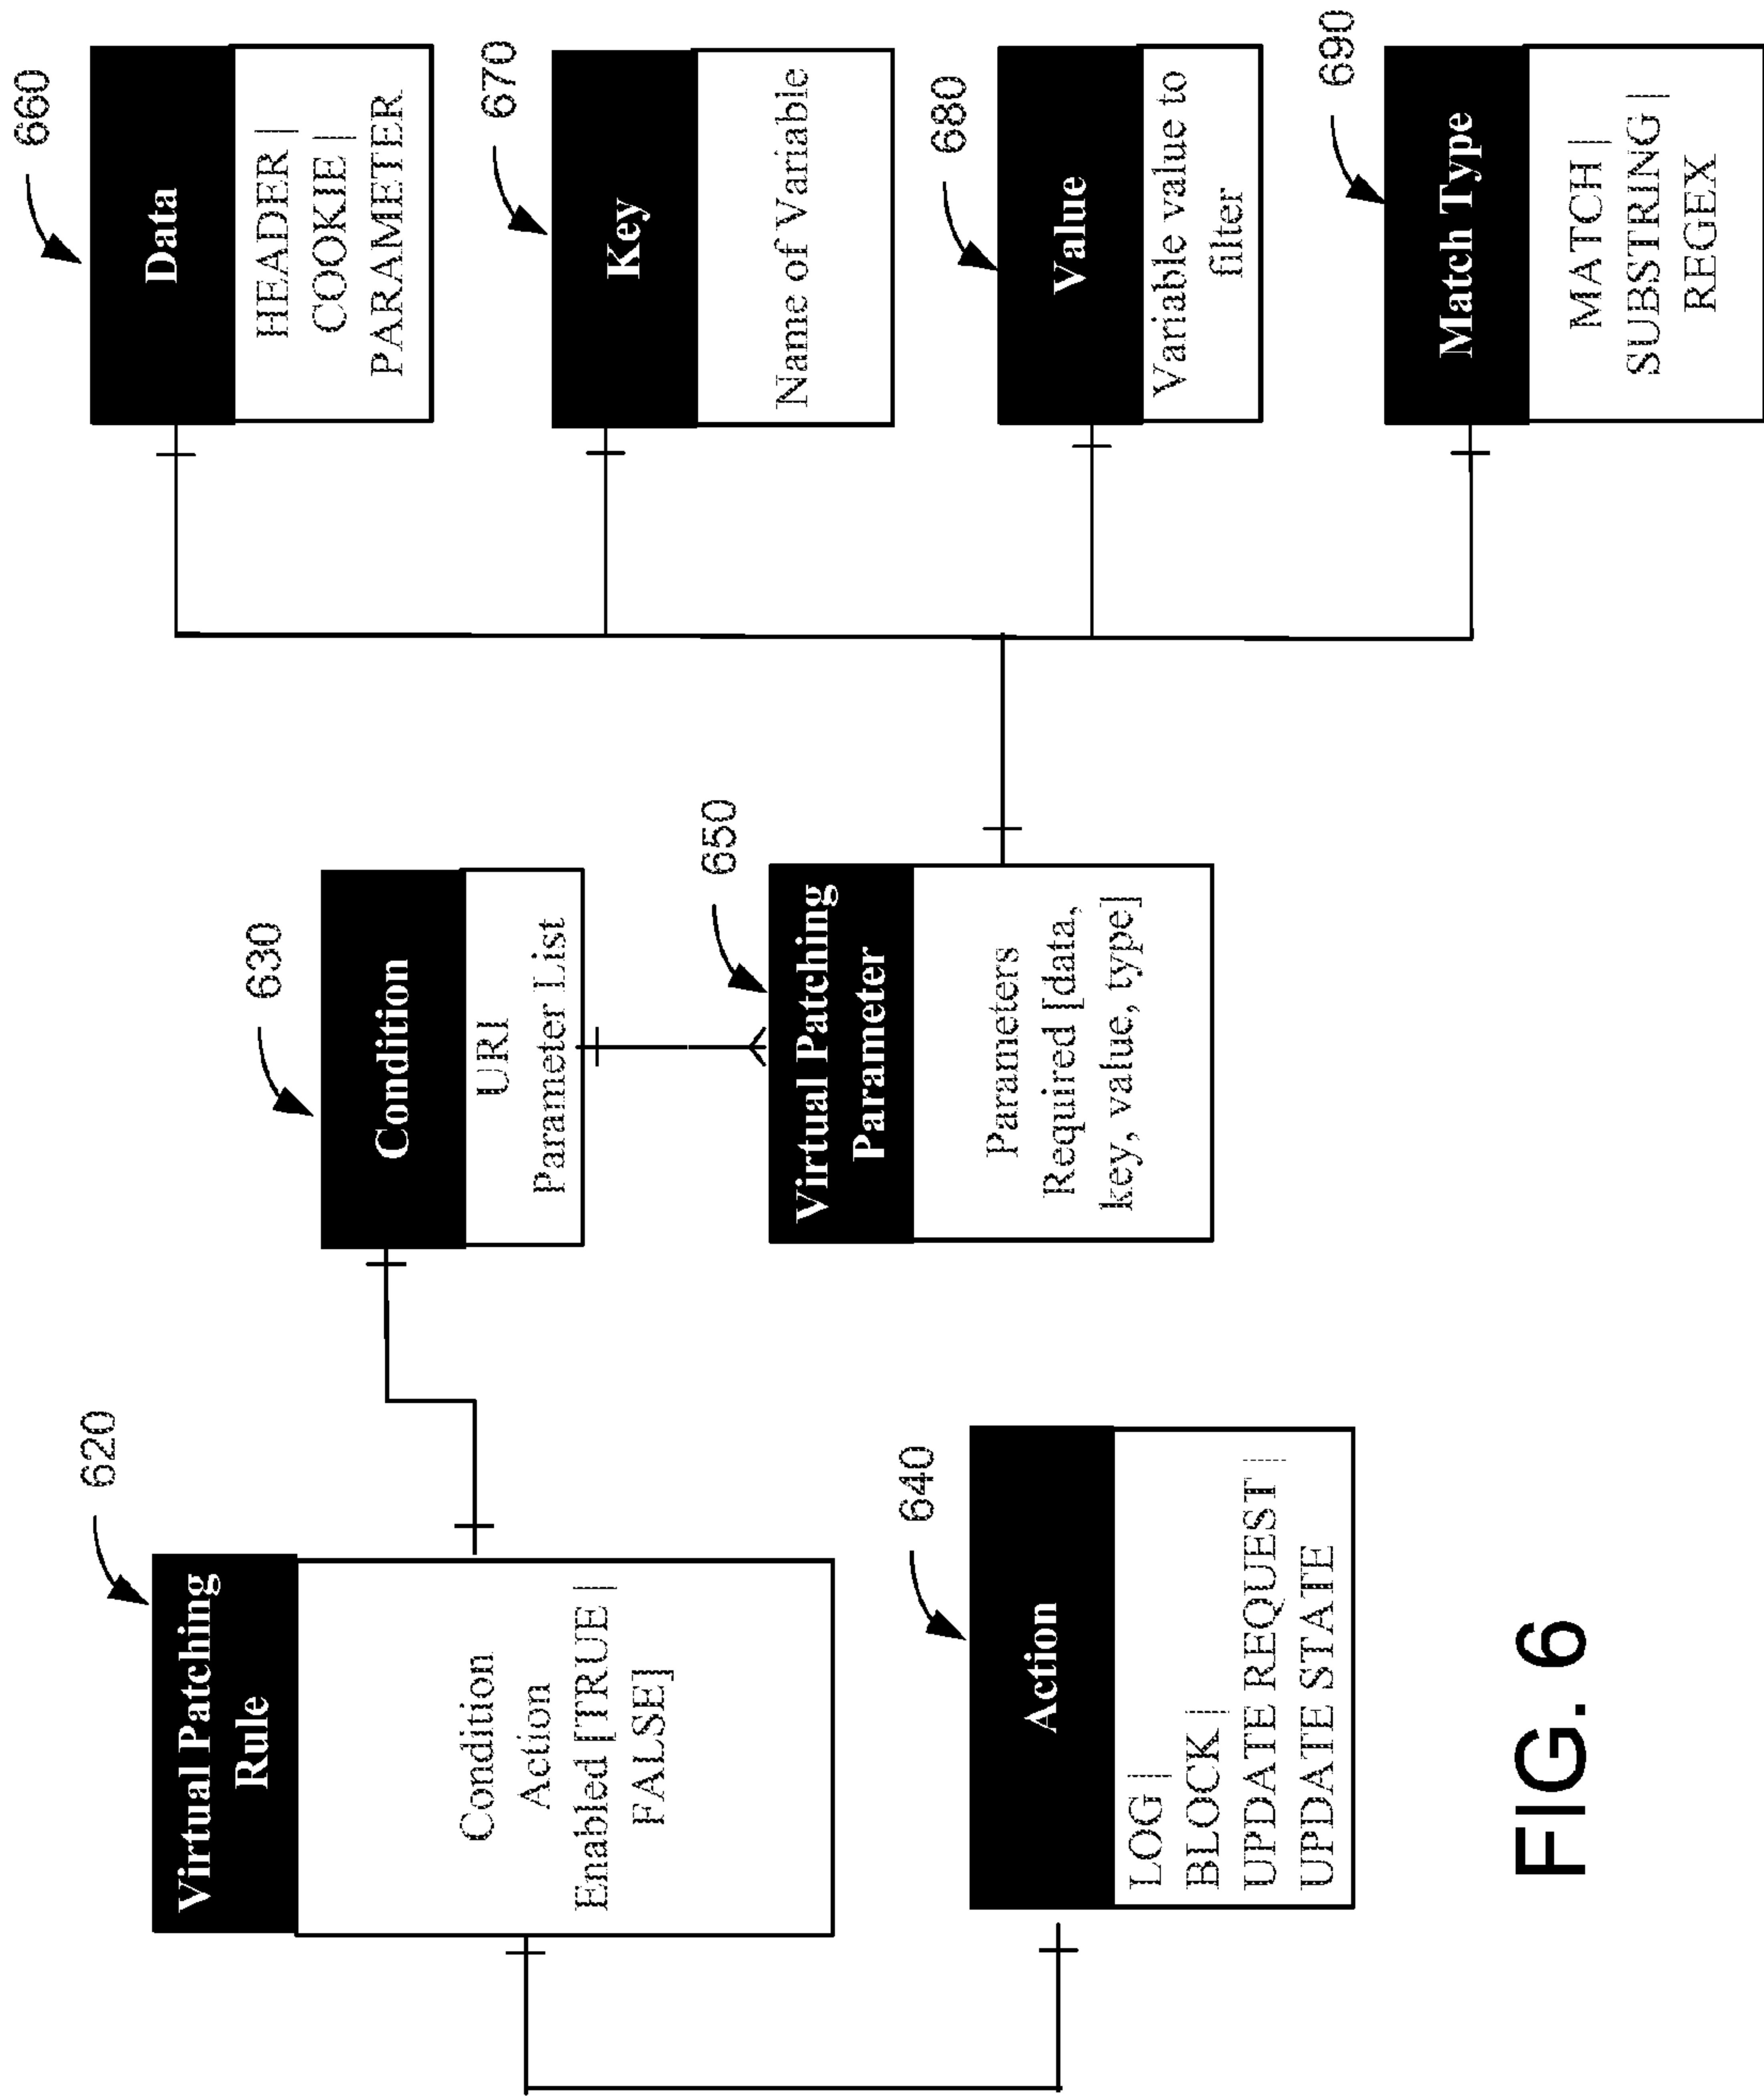 620
Virtual Patching
Rule
Condition
Action
Enabled [TRUE |
FALSE]
630
Condition
URI
Parameter List
640
Action
LOG |
BLOCK |
UPDATE REQUEST |
UPDATE STATE
650
Virtual Patching
Parameter
Parameters
Required [data,
key, value, type]
660
Data
HEADER |
COOKIE |
PARAMETER
670
Key
Name of Variable
680
Value
Variable value to
filter
690
Match Type
MATCH |
SUBSTRING |
REGEX
FIG. 6